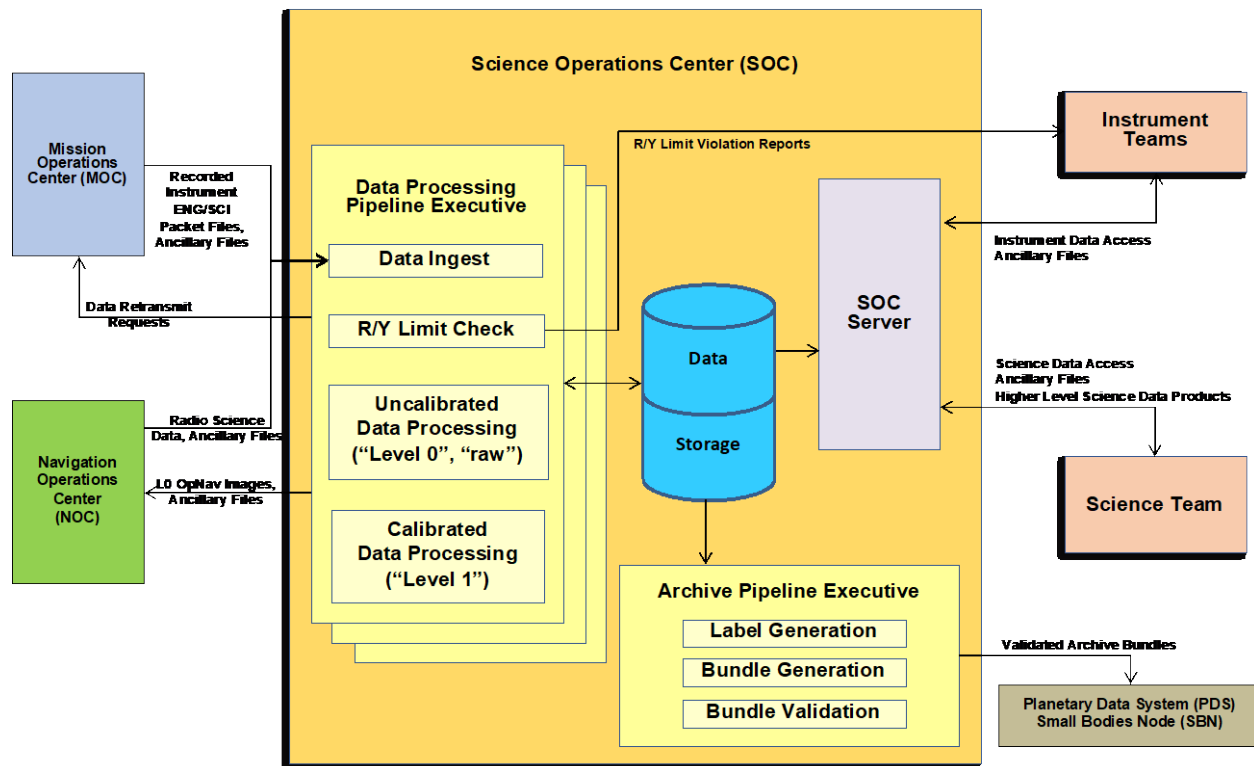 Science Operations Center (SOC)
Mission
Operations
Center (MOC)
Recorded
Instrument
ENG/SCI
Packet Files,
Ancillary Files
Data Retransmit
Requests
Navigation
Operations
Center
(NOC)
Radio Science
Data, Ancillary Files
L0 OpNav Images,
Ancillary Files
Data Processing
Pipeline Executive
Data Ingest
R/Y Limit Check
Uncalibrated
Data Processing
(“Level 0”, “raw”)
Calibrated
Data Processing
(“Level 1”)
R/Y Limit Violation Reports
Data
Storage
SOC
Server
Archive Pipeline Executive
Label Generation
Bundle Generation
Bundle Validation
Instrument
Teams
Instrument Data Access
Ancillary Files
Science Data Access
Ancillary Files
Higher Level Science Data Products
Science Team
Validated Archive Bundles
Planetary Data System (PDS)
Small Bodies Node (SBN)